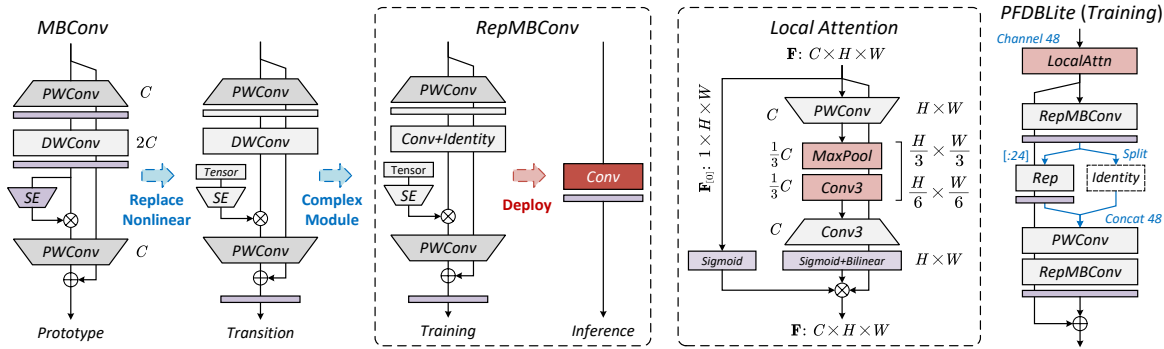 MBConv
PWConv
C
DWConv
2C
SE
PWConv
C
Prototype
Replace
Nonlinear
PWConv
DWConv
Tensor
SE
PWConv
Transition
Complex
Module
RepMBConv
PWConv
Conv+Identity
Tensor
SE
PWConv
Training
Deploy
Conv
Inference
Local Attention
F: C × H × W
F[0]: 1 × H × W
C
PWConv
H × W
1/3 C
MaxPool
H/3 × W/3
1/3 C
Conv3
H/6 × W/6
C
Conv3
Sigmoid
Sigmoid+Bilinear
H × W
F: C × H × W
PFDBLite (Training)
Channel 48
LocalAttn
RepMBConv
[:24]
Split
Rep
Identity
Concat 48
PWConv
RepMBConv